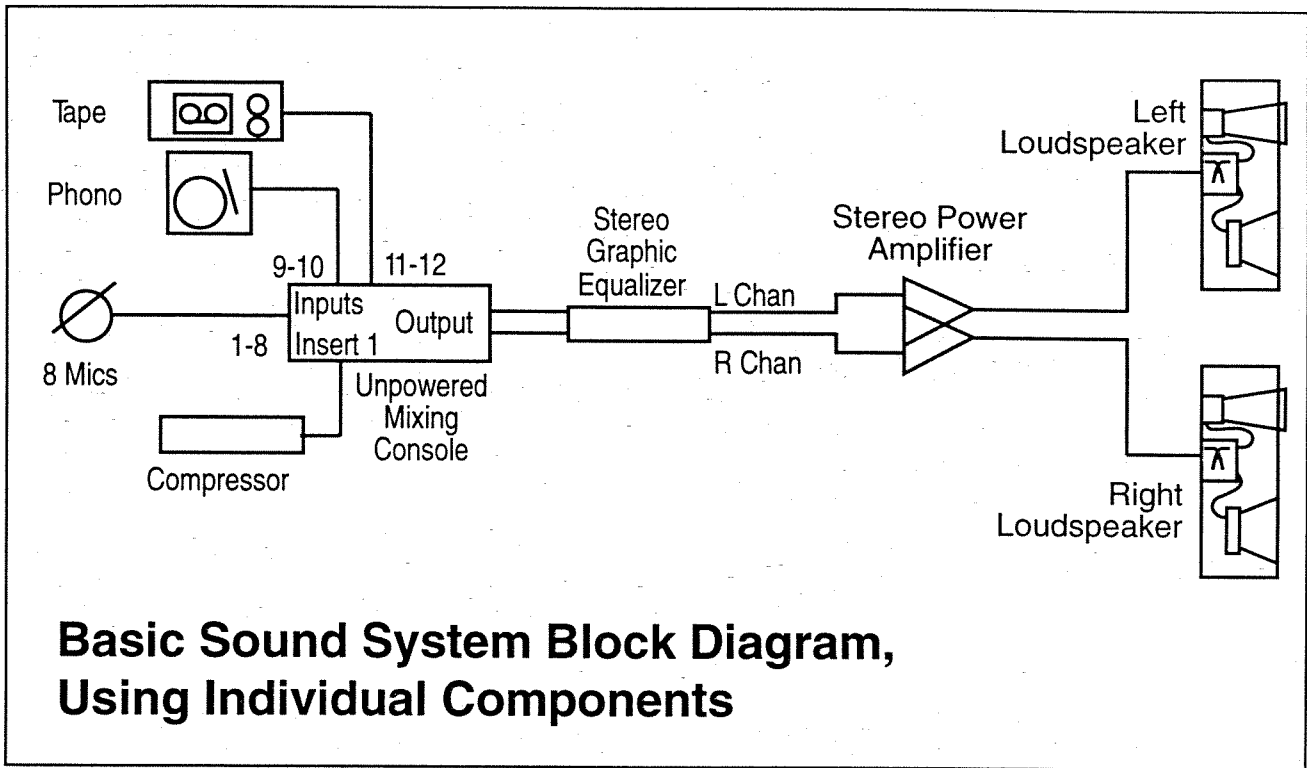 Tape
Phono
9-10
11-12
Inputs
Output
Insert 1
1-8
8 Mics
Unpowered
Mixing
Console
Compressor
Stereo
Graphic
Equalizer
L Chan
R Chan
Stereo Power
Amplifier
Left
Loudspeaker
Right
Loudspeaker
Basic Sound System Block Diagram,
Using Individual Components